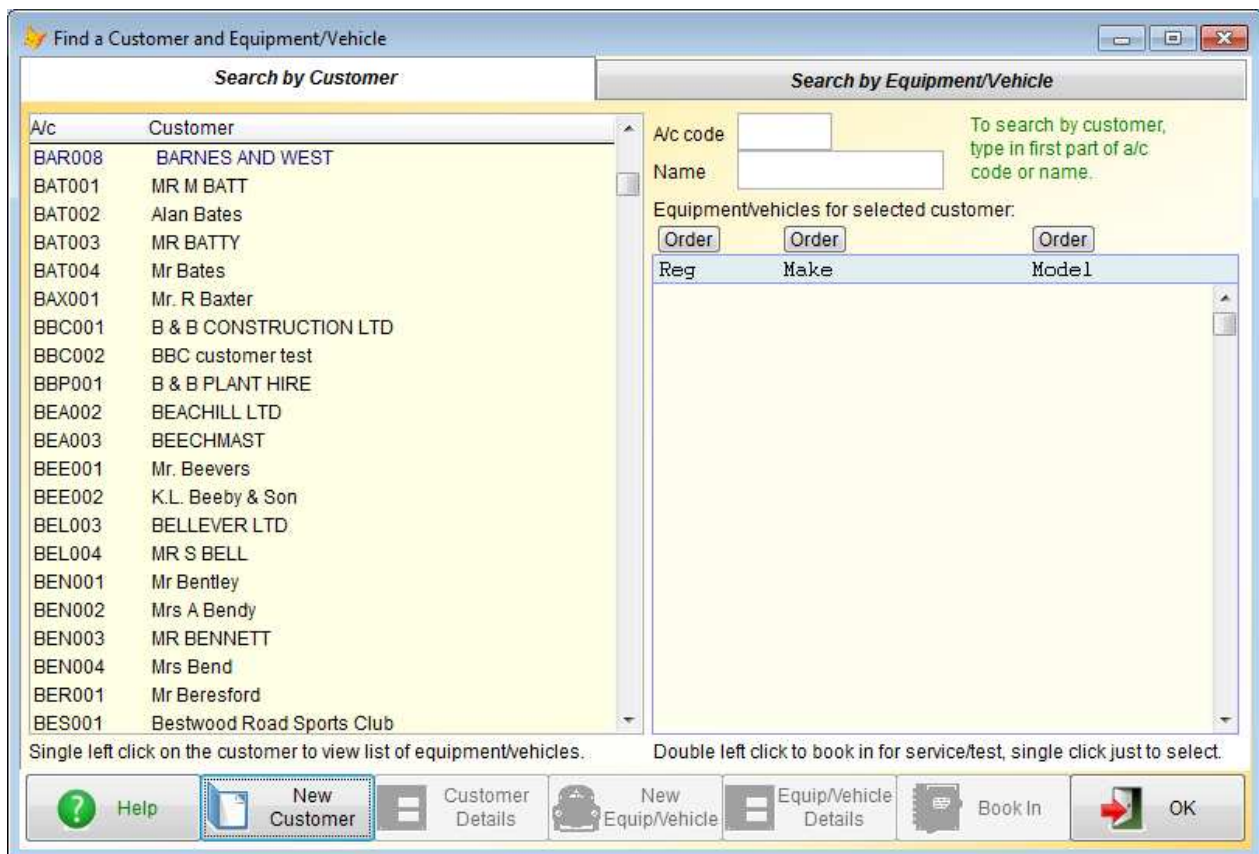 Find a Customer and Equipment/Vehicle
Search by Customer
Search by Equipment/Vehicle
A/c Customer
BAR008 BARNES AND WEST
BAT001 MR M BATT
BAT002 Alan Bates
BAT003 MR BATTY
BAT004 Mr Bates
BAX001 Mr. R Baxter
BBC001 B & B CONSTRUCTION LTD
BBC002 BBC customer test
BBP001 B & B PLANT HIRE
BEA002 BEACHILL LTD
BEA003 BEECHMAST
BEE001 Mr. Beevers
BEE002 K.L. Beeby & Son
BEL003 BELLEVER LTD
BEL004 MR S BELL
BEN001 Mr Bentley
BEN002 Mrs A Bendy
BEN003 MR BENNETT
BEN004 Mrs Bend
BER001 Mr Beresford
BES001 Bestwood Road Sports Club
Single left click on the customer to view list of equipment/vehicles.
A/c code
Name
To search by customer,
type in first part of a/c
code or name.
Equipment/vehicles for selected customer:
Order Order Order
Reg Make Model
Double left click to book in for service/test, single click just to select.
Help
New
Customer
Customer
Details
New
Equip/Vehicle
Equip/Vehicle
Details
Book In
OK